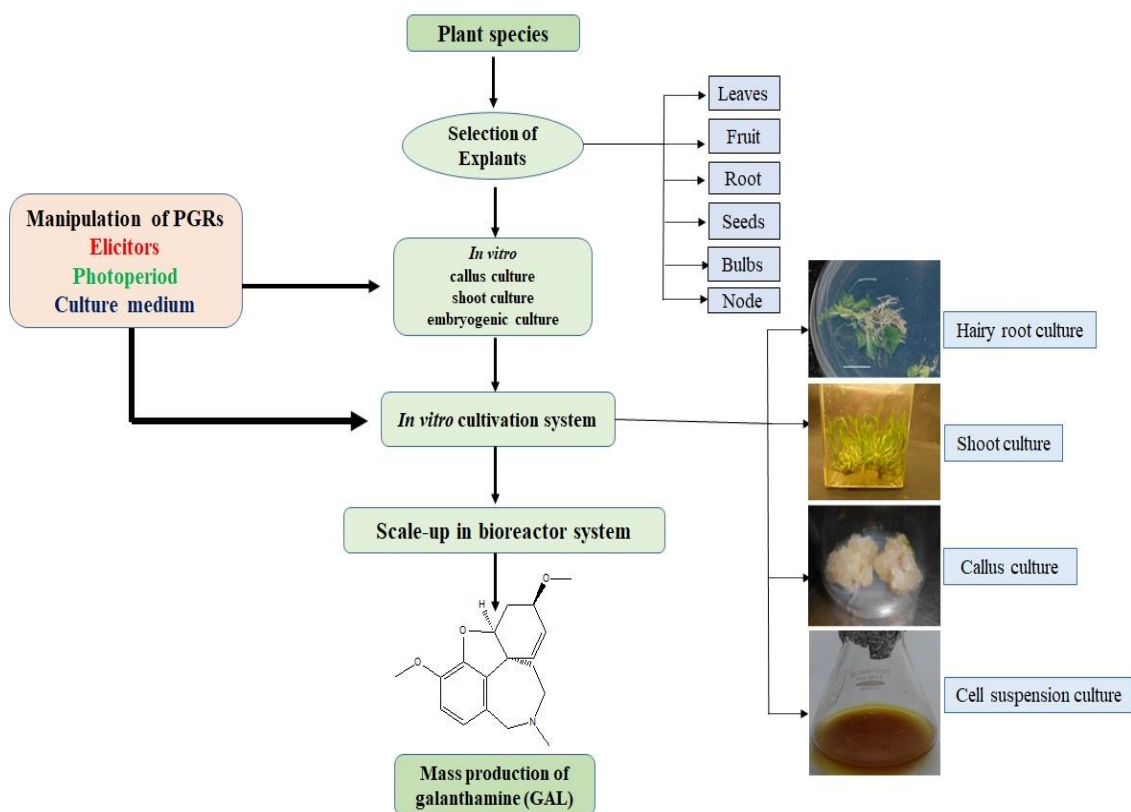 Plant species
Selection of
Explants
Leaves
Fruit
Root
Seeds
Bulbs
Node
Manipulation of PGRs
Elicitors
Photoperiod
Culture medium
In vitro
callus culture
shoot culture
embryogenic culture
In vitro cultivation system
Hairy root culture
Shoot culture
Callus culture
Cell suspension culture
Scale-up in bioreactor system
O
H
O
O
N
Mass production of
galanthamine (GAL)